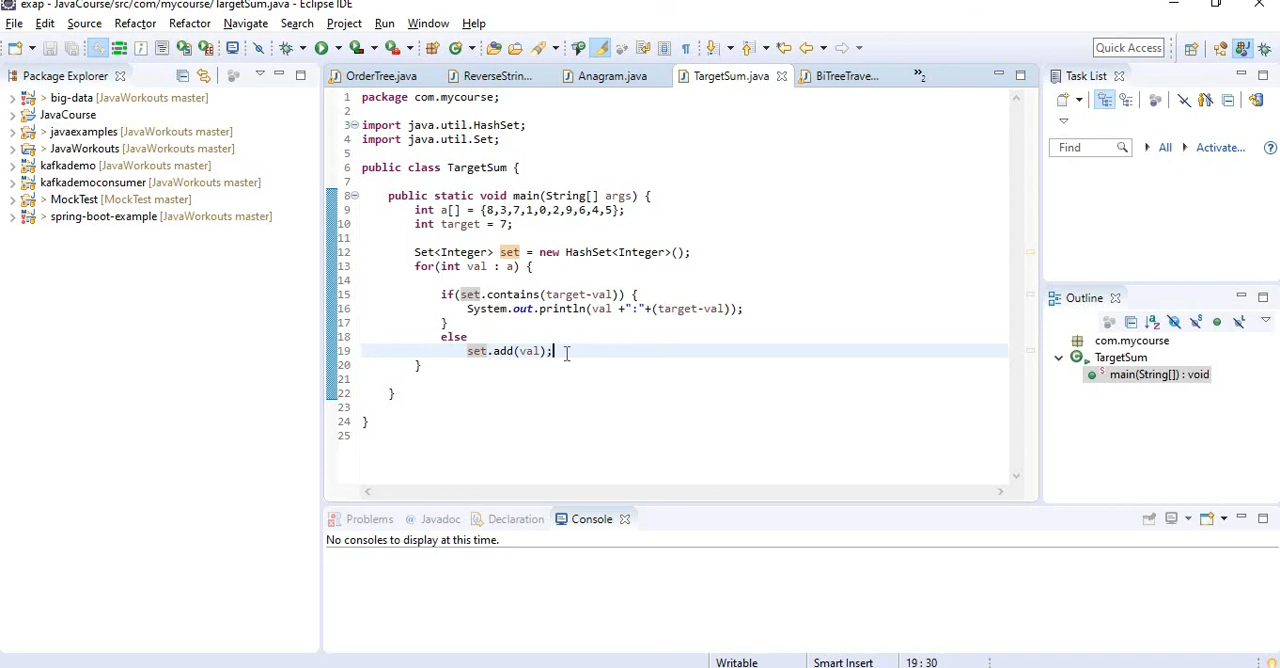 exap - JavaCourse/src/com/mycourse/TargetSum.java - Eclipse IDE
File Edit Source Refactor Refactor Navigate Search Project Run Window Help
Quick Access
Package Explorer
> big-data [JavaWorkouts master]
JavaCourse
> javaexamples [JavaWorkouts master]
> JavaWorkouts [JavaWorkouts master]
kafkademo [JavaWorkouts master]
kafkademoconsumer [JavaWorkouts master]
> MockTest [MockTest master]
> spring-boot-example [JavaWorkouts master]
OrderTree.java ReverseStrin... Anagram.java TargetSum.java BiTreeTrave... »2
1 package com.mycourse;
2
3 import java.util.HashSet;
4 import java.util.Set;
5
6 public class TargetSum {
7
8 public static void main(String[] args) {
9 int a[] = {8,3,7,1,0,2,9,6,4,5};
10 int target = 7;
11
12 Set<Integer> set = new HashSet<Integer>();
13 for(int val : a) {
14
15 if(set.contains(target-val)) {
16 System.out.println(val +":"+(target-val));
17 }
18 else
19 set.add(val);
20 }
21
22 }
23
24 }
25
Task List
Find All Activate...
Outline
com.mycourse
TargetSum
main(String[]) : void
Problems Javadoc Declaration Console
No consoles to display at this time.
Writable Smart Insert 19 : 30